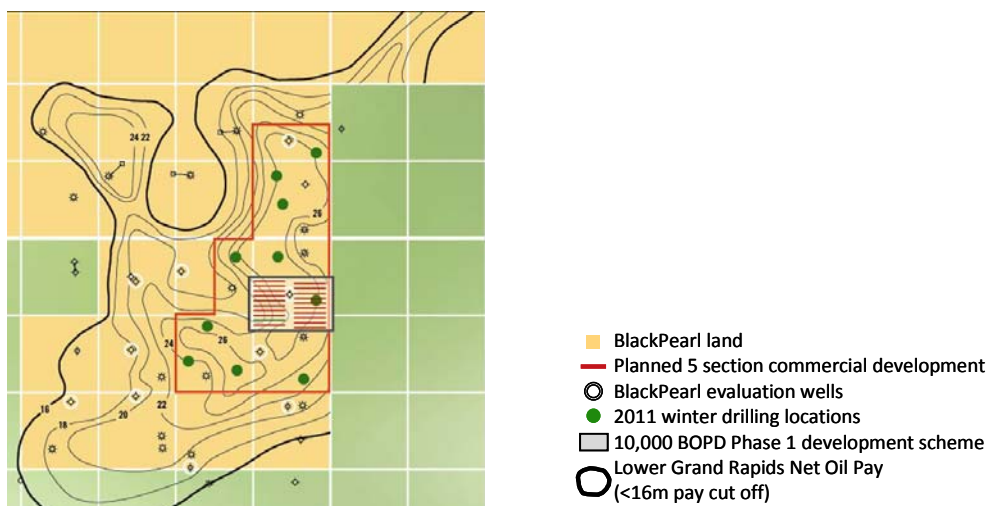 24 22
26
24
26
16
18
20
22
BlackPearl land
Planned 5 section commercial development
BlackPearl evaluation wells
2011 winter drilling locations
10,000 BOPD Phase 1 development scheme
Lower Grand Rapids Net Oil Pay
(<16m pay cut off)